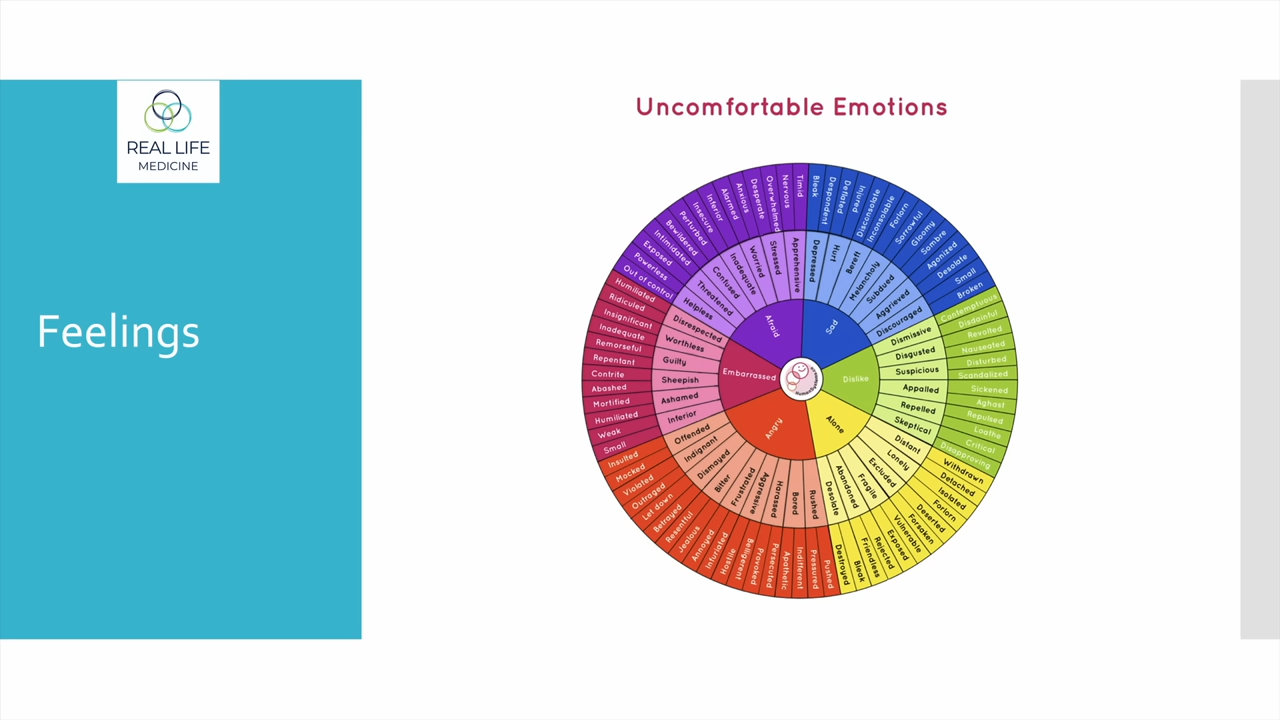 REAL LIFE
MEDICINE
Feelings
Uncomfortable Emotions
Afraid
Sad
Dislike
Alone
Angry
Embarrassed
Helpless
Threatened
Confused
Inadequate
Worried
Stressed
Apprehensive
Depressed
Hurt
Bereft
Melancholy
Subdued
Aggrieved
Discouraged
Dismissive
Disgusted
Suspicious
Appalled
Repelled
Skeptical
Distant
Lonely
Excluded
Fragile
Abandoned
Desolate
Rushed
Bored
Harassed
Aggressive
Frustrated
Bitter
Dismayed
Indignant
Offended
Inferior
Ashamed
Sheepish
Guilty
Worthless
Disrespected
Out of control
Powerless
Exposed
Intimidated
Bewildered
Perturbed
Insecure
Inferior
Alarmed
Anxious
Desperate
Overwhelmed
Nervous
Timid
Bleak
Despondent
Deflated
Injured
Disconsolate
Inconsolable
Forlorn
Sorrowful
Gloomy
Sombre
Agonized
Desolate
Small
Broken
Contemptuous
Disdainful
Revolted
Nauseated
Disturbed
Scandalized
Sickened
Aghast
Repulsed
Loathe
Critical
Disapproving
Withdrawn
Detached
Isolated
Forlorn
Deserted
Forsaken
Vulnerable
Exposed
Rejected
Friendless
Bleak
Destroyed
Pushed
Pressured
Indifferent
Apathetic
Persecuted
Provoked
Belligerent
Hostile
Infuriated
Annoyed
Jealous
Resentful
Betrayed
Let down
Outraged
Violated
Mocked
Insulted
Small
Weak
Humiliated
Mortified
Abashed
Contrite
Repentant
Remorseful
Inadequate
Insignificant
Ridiculed
Humiliated